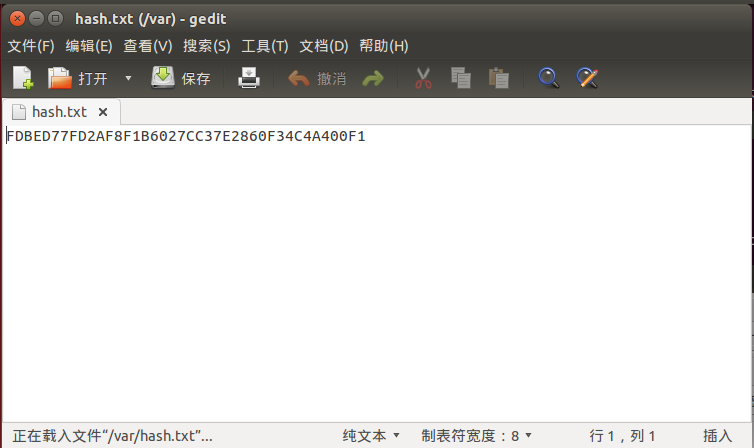 hash.txt (/var) - gedit
文件(F) 编辑(E) 查看(V) 搜索(S) 工具(T) 文档(D) 帮助(H)
打开 保存 撤消
hash.txt
FDBED77FD2AF8F1B6027CC37E2860F34C4A400F1
正在载入文件“/var/hash.txt”... 纯文本 制表符宽度：8 行 1，列 1 插入